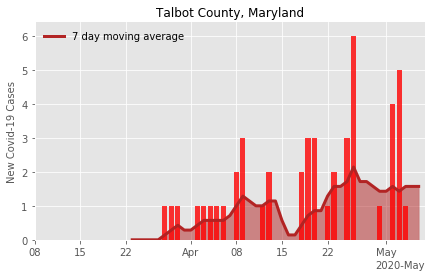 Talbot County, Maryland
7 day moving average
New Covid-19 Cases
6
5
4
3
2
1
0
08 15 22 Apr 08 15 22 May
2020-May